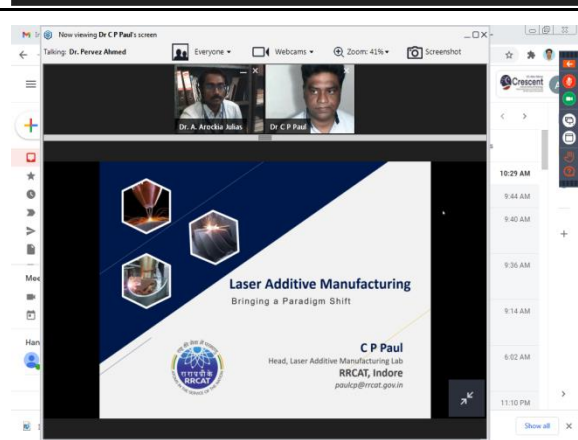 Now viewing Dr C P Paul's screen
Talking: Dr. Pervez Ahmed
Everyone
Webcams
Zoom: 41%
Screenshot
Crescent
Dr. A. Arockia Julias
Dr C P Paul
10:29 AM
9:44 AM
9:40 AM
9:36 AM
9:14 AM
6:02 AM
11:10 PM
Mee
Han
Laser Additive Manufacturing
Bringing a Paradigm Shift
C P Paul
Head, Laser Additive Manufacturing Lab
RRCAT, Indore
paulcp@rrcat.gov.in
RRCAT
Show all